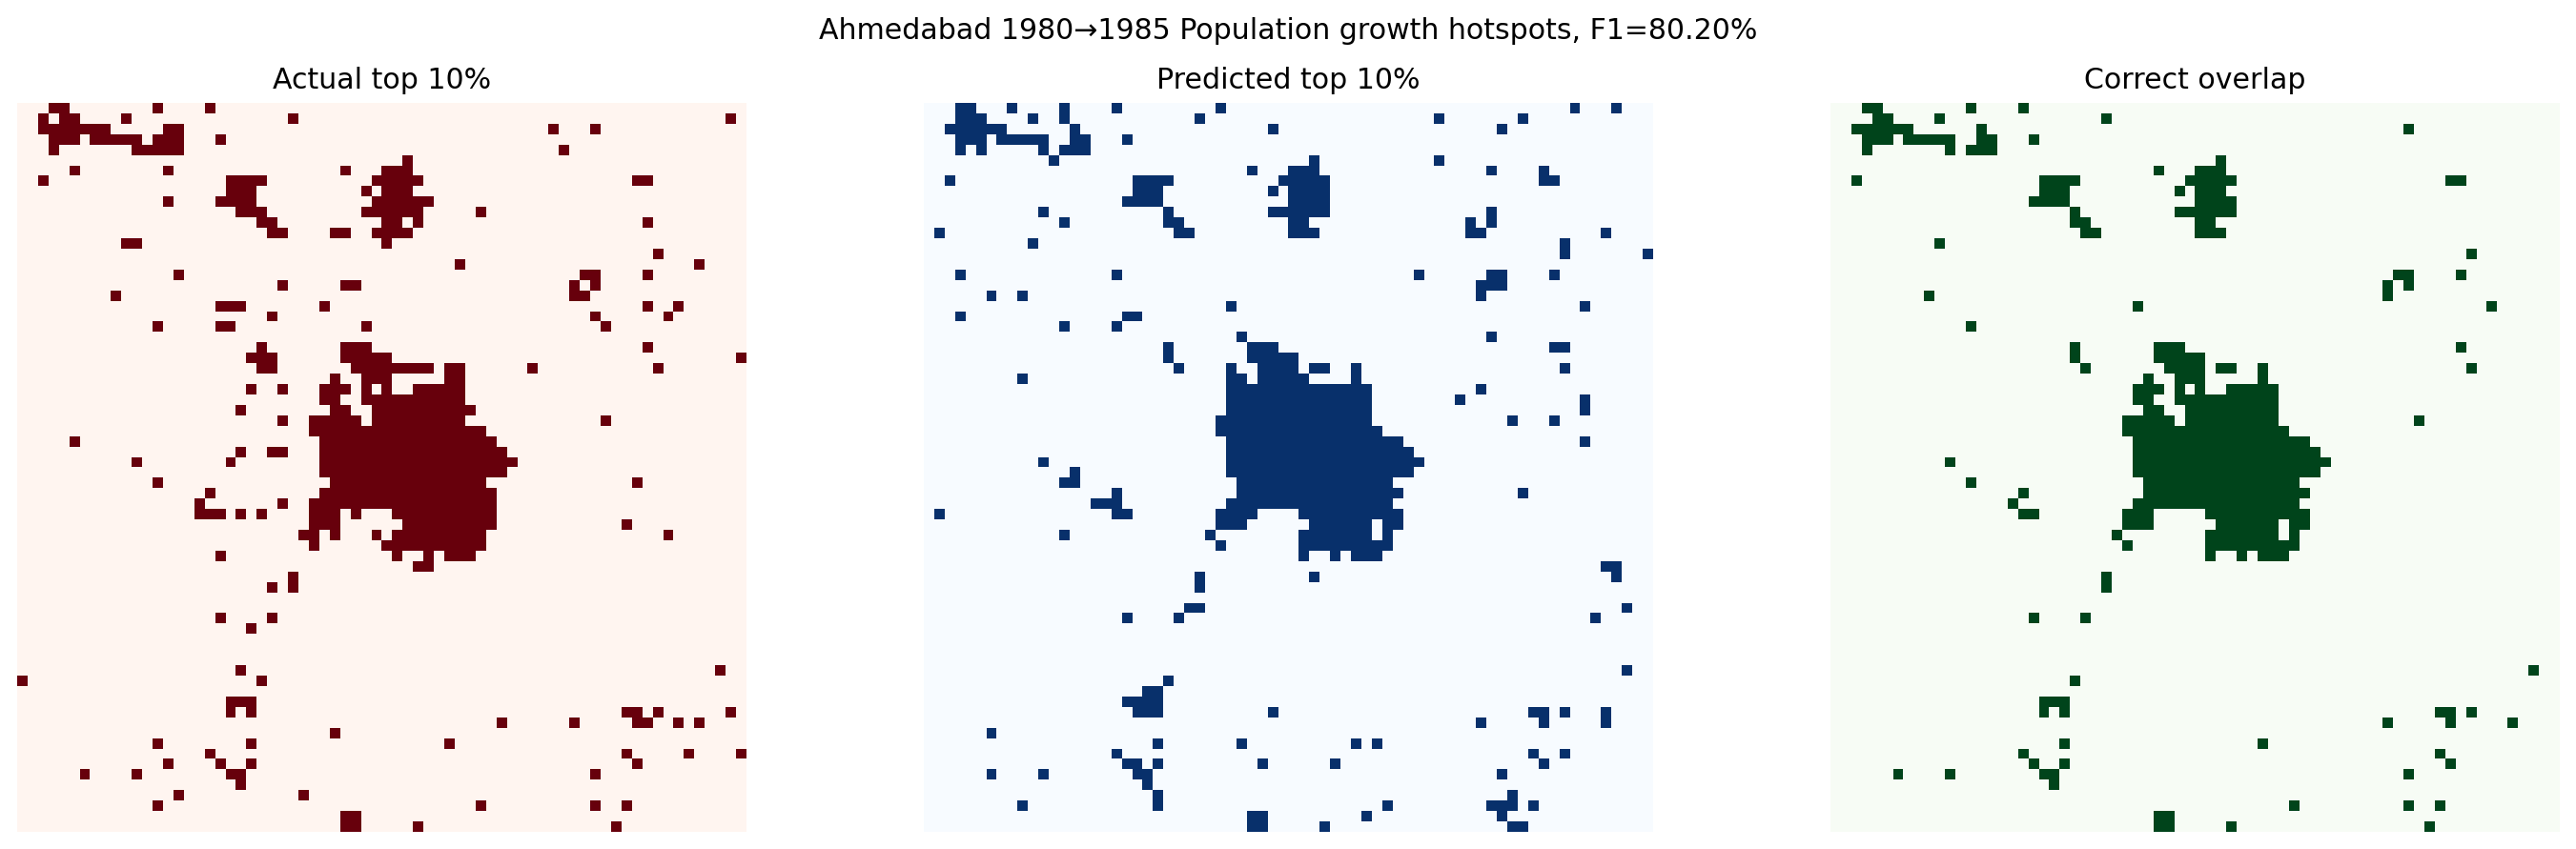 Ahmedabad 1980→1985 Population growth hotspots, F1=80.20%
Actual top 10%
Predicted top 10%
Correct overlap